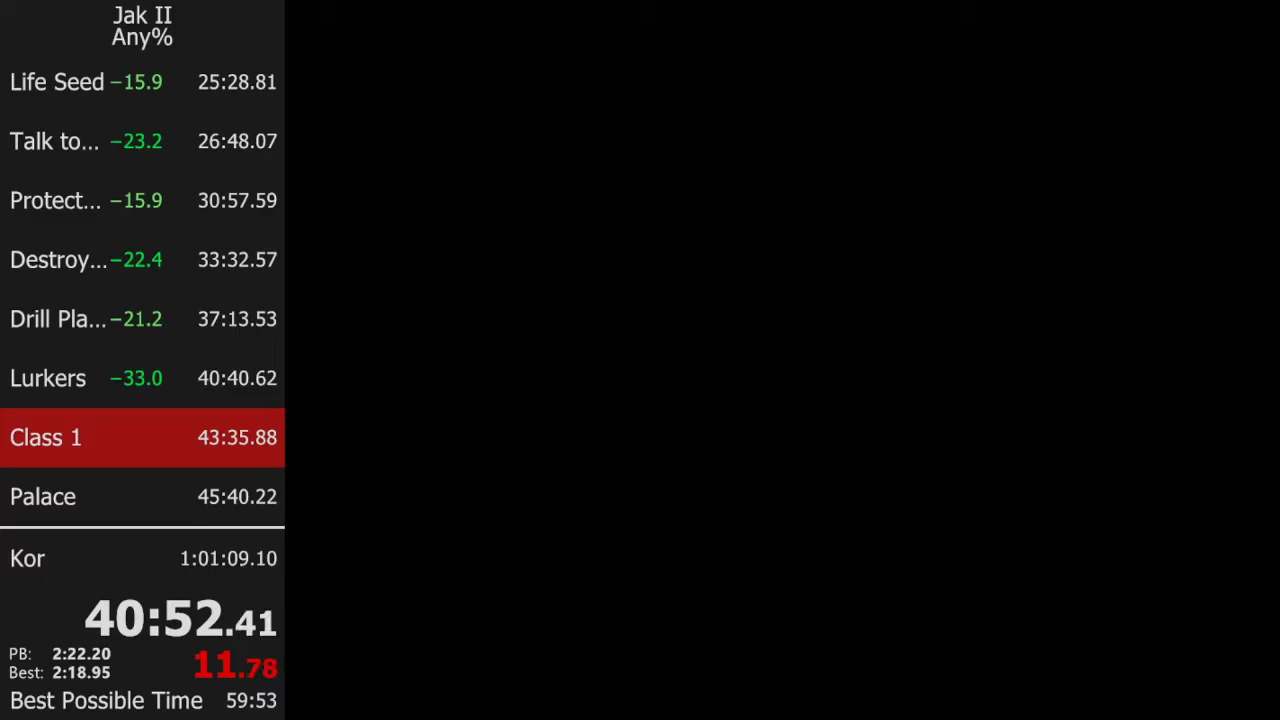 Jak II
Any%
Life Seed −15.9 25:28.81
Talk to... −23.2 26:48.07
Protect... −15.9 30:57.59
Destroy... −22.4 33:32.57
Drill Pla... −21.2 37:13.53
Lurkers −33.0 40:40.62
Class 1 43:35.88
Palace 45:40.22
Kor 1:01:09.10
40:52.41
PB: 2:22.20
Best: 2:18.95
11.78
Best Possible Time 59:53